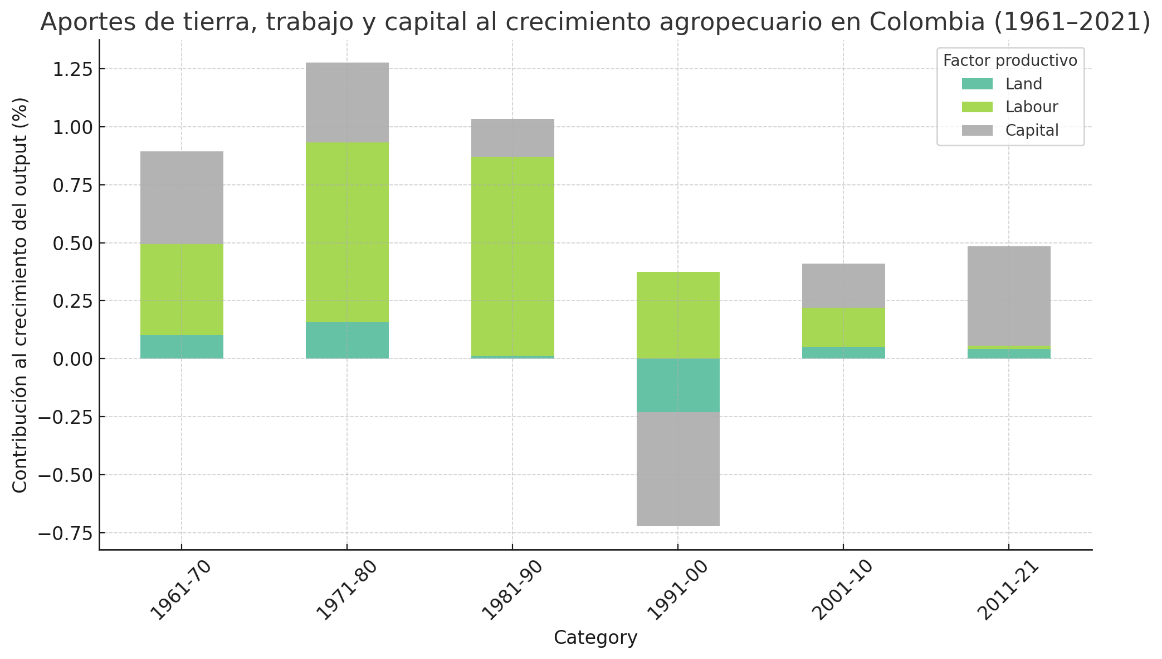 Aportes de tierra, trabajo y capital al crecimiento agropecuario en Colombia (1961–2021)
Contribución al crecimiento del output (%)
1.25
1.00
0.75
0.50
0.25
0.00
−0.25
−0.50
−0.75
Factor productivo
Land
Labour
Capital
1961-70
1971-80
1981-90
1991-00
2001-10
2011-21
Category